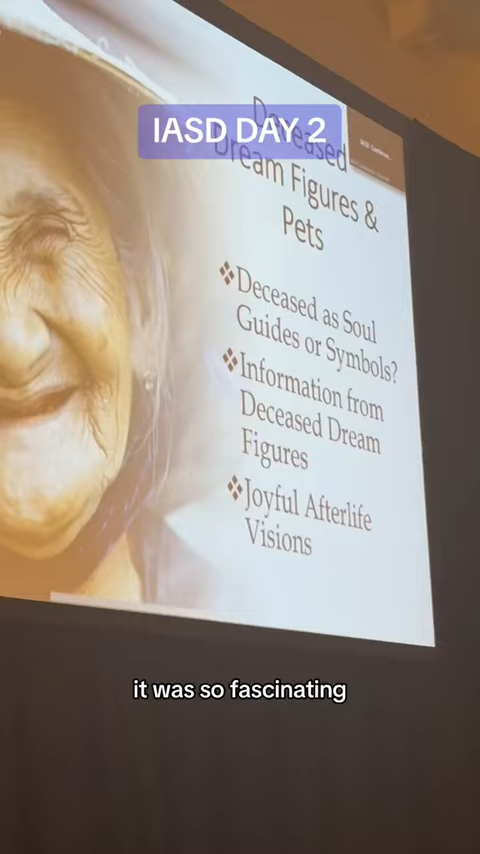 IASD DAY 2
Deceased
Dream Figures &
Pets
❖Deceased as Soul
Guides or Symbols?
❖Information from
Deceased Dream
Figures
❖Joyful Afterlife
Visions
it was so fascinating